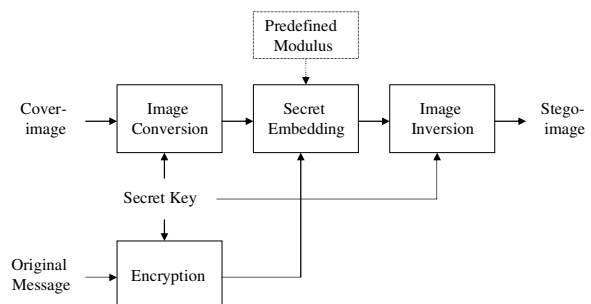 Predefined
Modulus
Cover-
image
Image
Conversion
Secret
Embedding
Image
Inversion
Stego-
image
Secret Key
Original
Message
Encryption